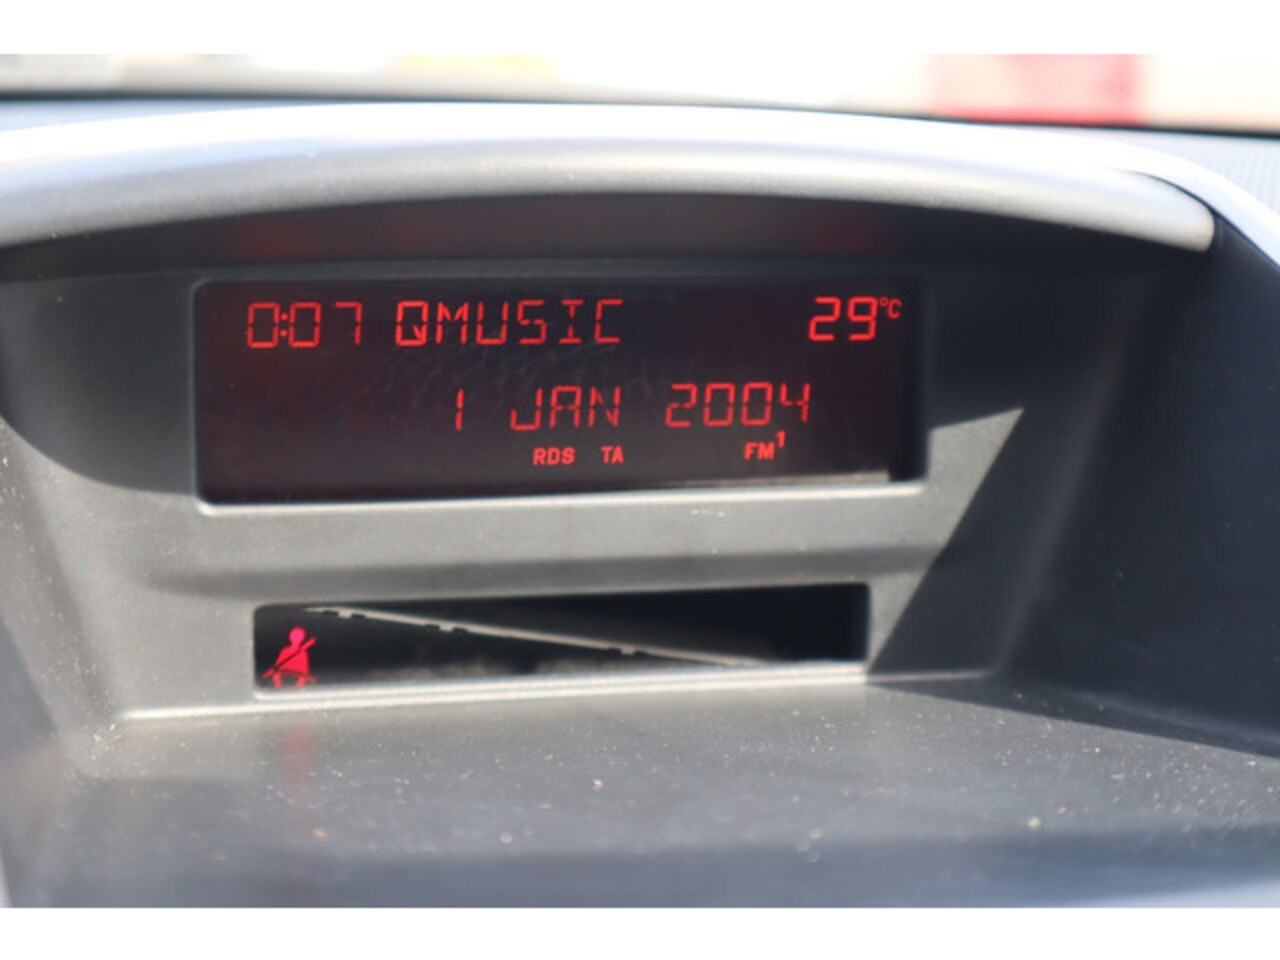 0:07 QMUSIC 29°C
1 JAN 2004
RDS TA FM1